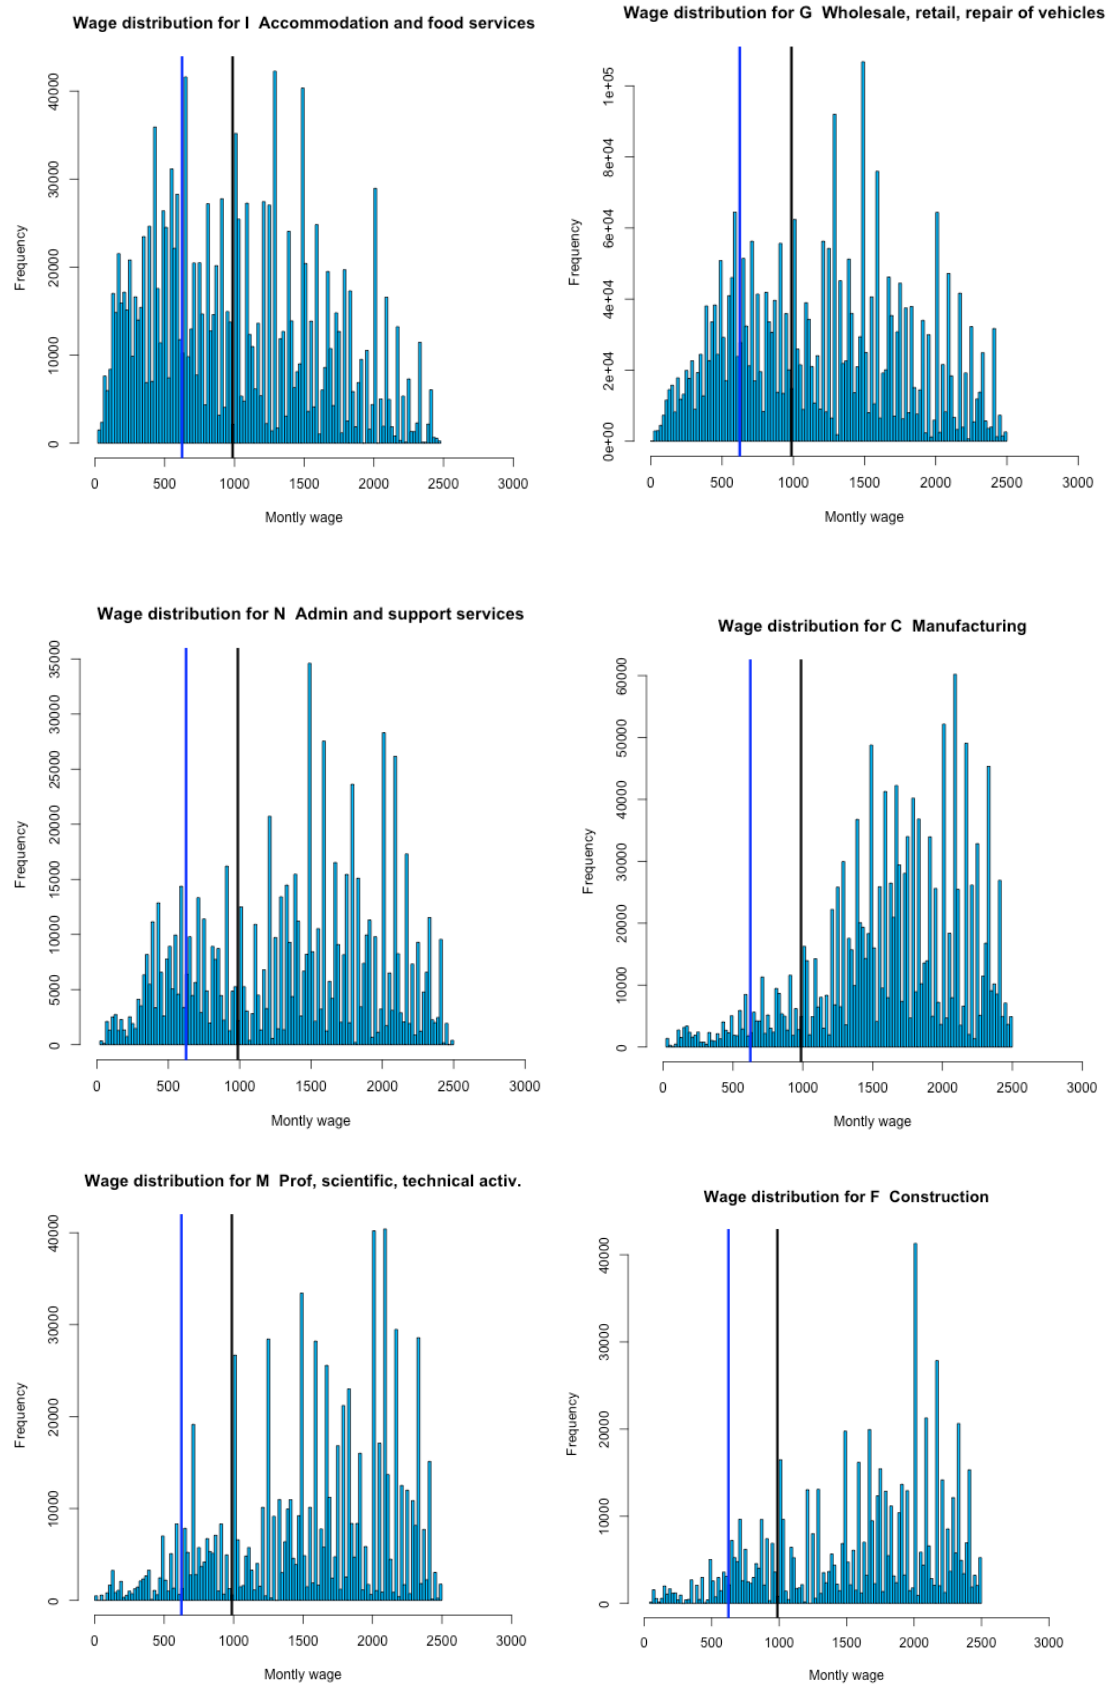 Wage distribution for I  Accommodation and food services
Frequency
0
10000
20000
30000
40000
0 500 1000 1500 2000 2500 3000
Montly wage
Wage distribution for G  Wholesale, retail, repair of vehicles
Frequency
0e+00
2e+04
4e+04
6e+04
8e+04
1e+05
0 500 1000 1500 2000 2500 3000
Montly wage
Wage distribution for N  Admin and support services
Frequency
0
5000
10000
15000
20000
25000
30000
35000
0 500 1000 1500 2000 2500 3000
Montly wage
Wage distribution for C  Manufacturing
Frequency
0
10000
20000
30000
40000
50000
60000
0 500 1000 1500 2000 2500 3000
Montly wage
Wage distribution for M  Prof, scientific, technical activ.
Frequency
0
10000
20000
30000
40000
0 500 1000 1500 2000 2500 3000
Montly wage
Wage distribution for F  Construction
Frequency
0
10000
20000
30000
40000
0 500 1000 1500 2000 2500 3000
Montly wage